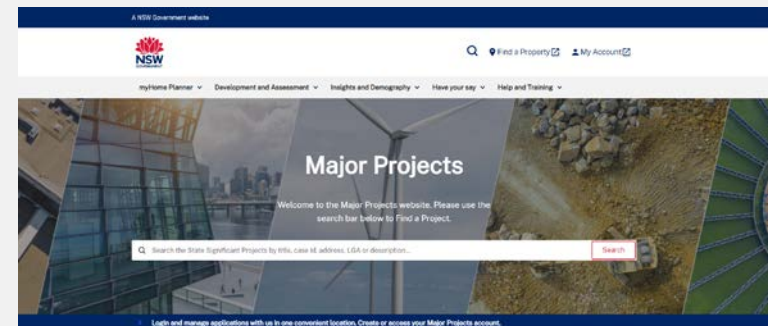 A NSW Government website
NSW
GOVERNMENT
Find a Property
My Account
myHome Planner
Development and Assessment
Insights and Demography
Have your say
Help and Training
Major Projects
Welcome to the Major Projects website. Please use the
search bar below to Find a Project.
Search the State Significant Projects by title, case id, address, LGA or description...
Search
Login and manage applications with us in one convenient location. Create or access your Major Projects account.